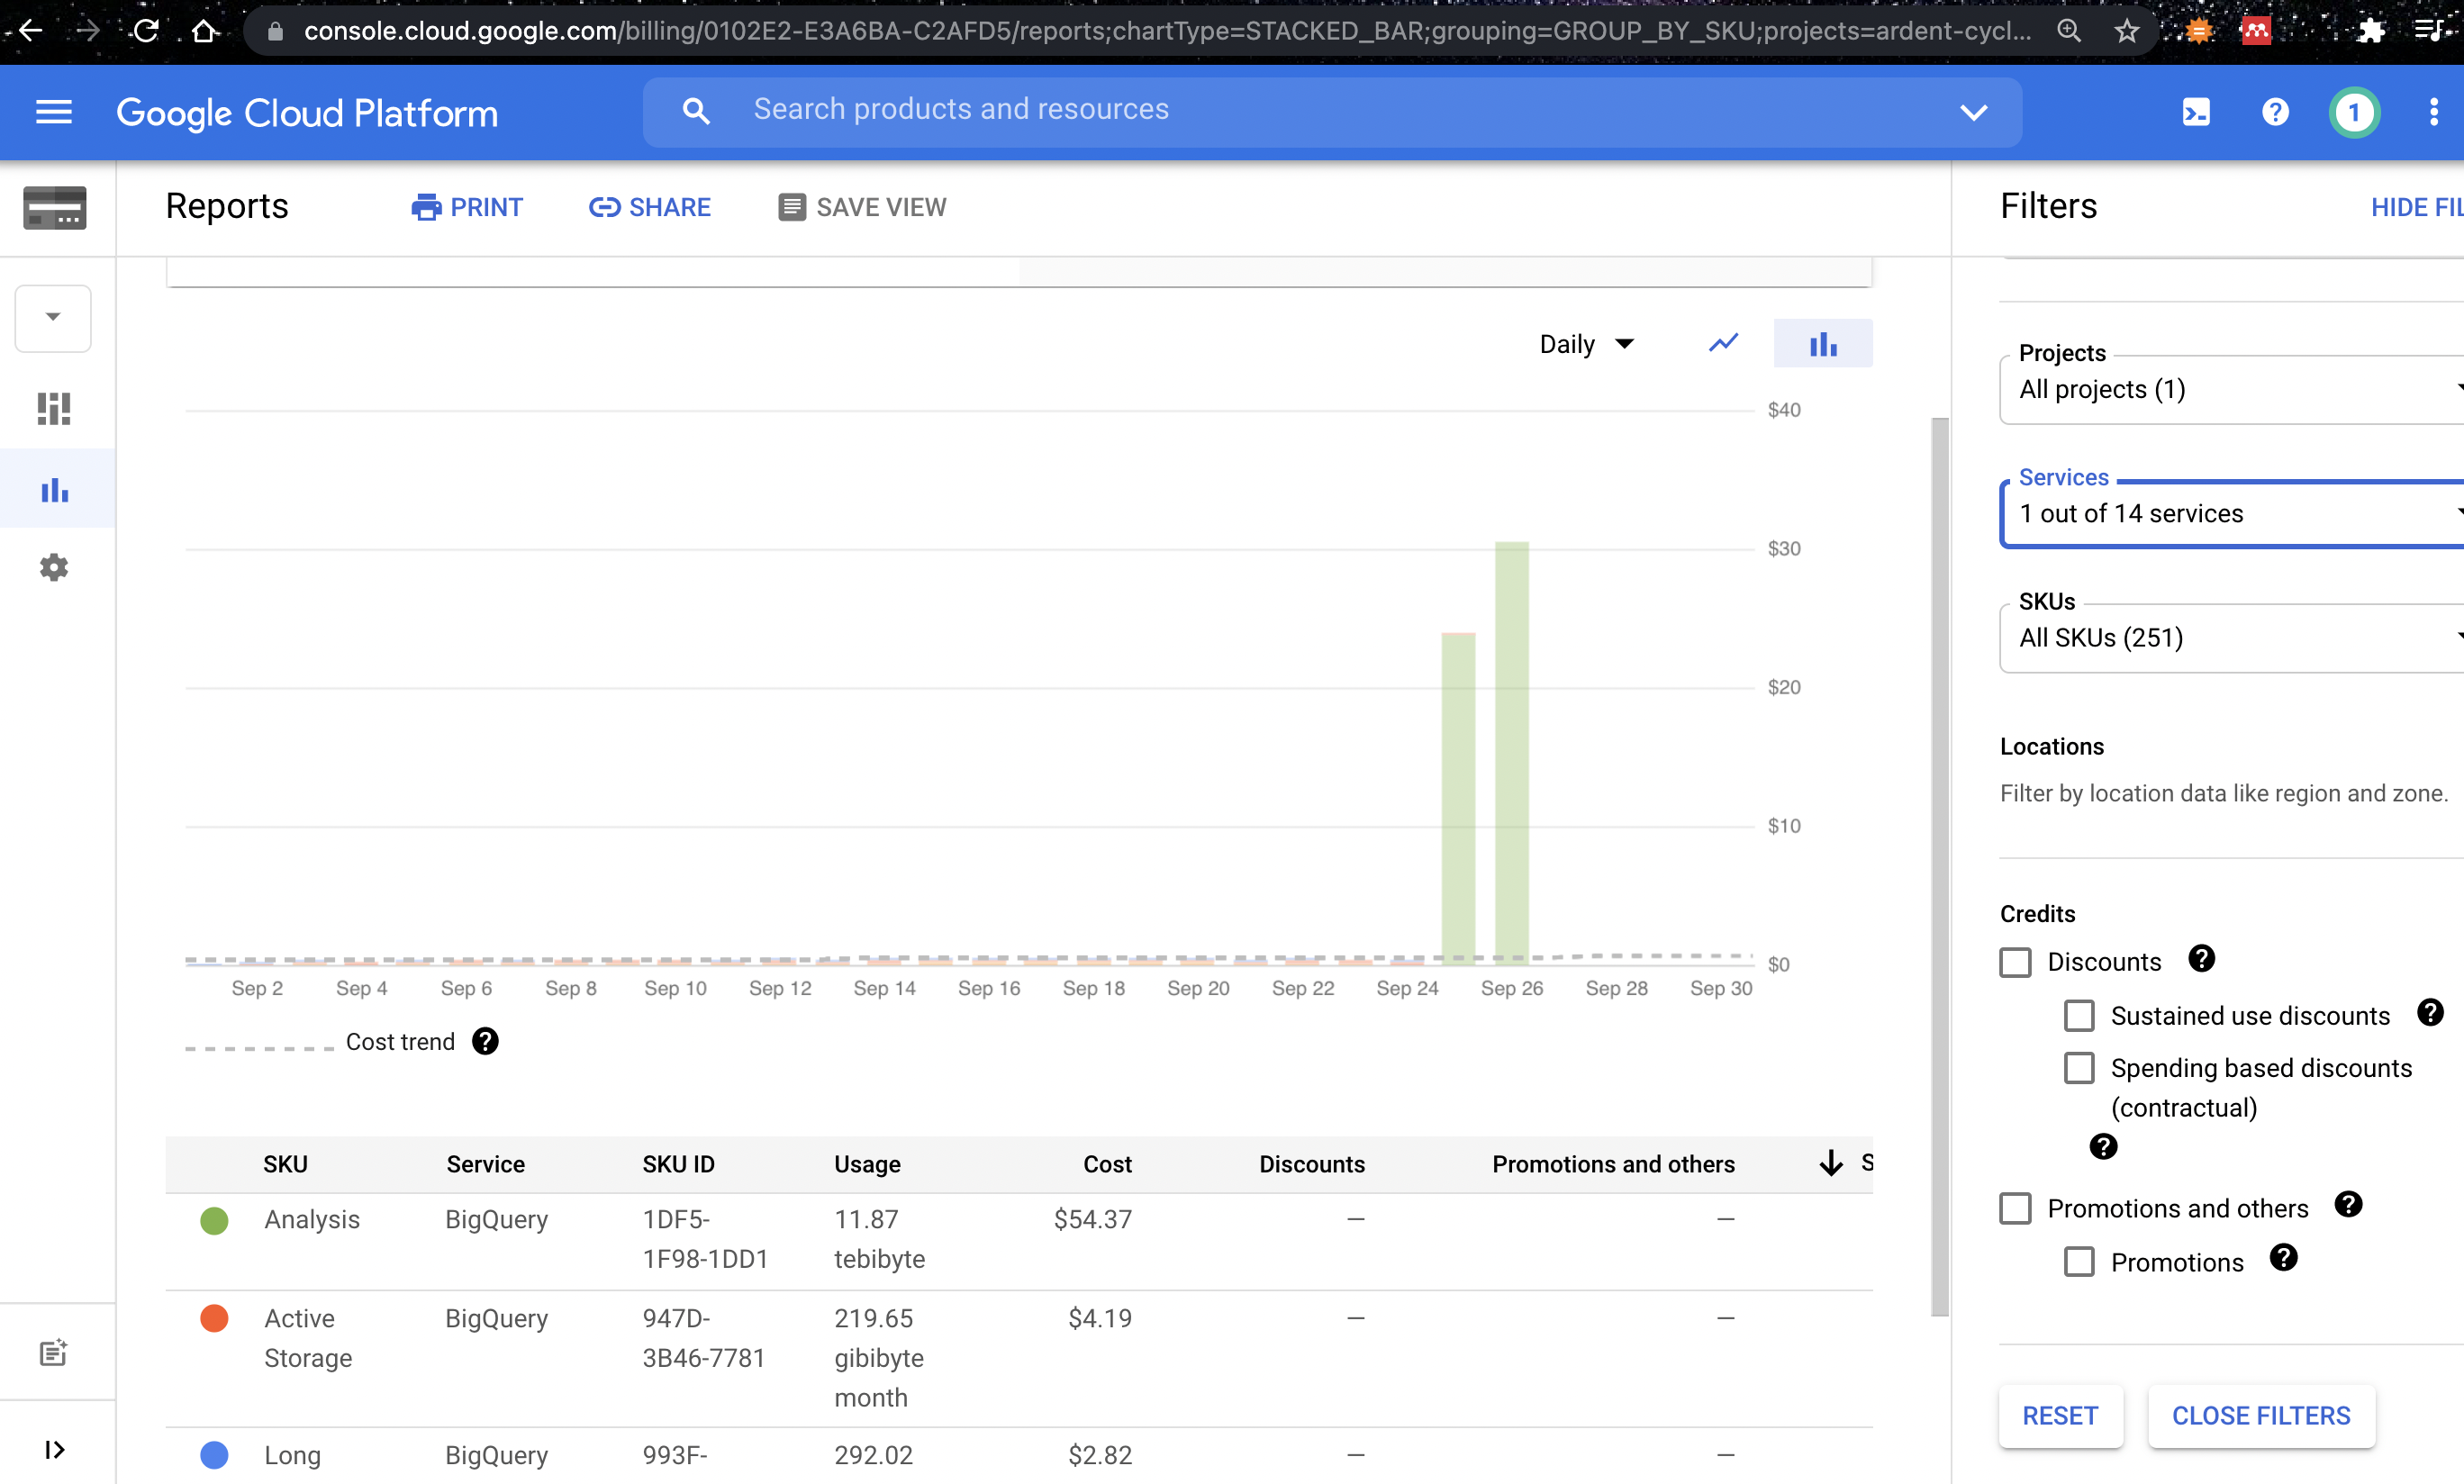 console.cloud.google.com/billing/0102E2-E3A6BA-C2AFD5/reports;chartType=STACKED_BAR;grouping=GROUP_BY_SKU;projects=ardent-cycl...
Google Cloud Platform
Search products and resources
1
Reports
PRINT
SHARE
SAVE VIEW
Filters
HIDE FIL
Daily
$40
$30
$20
$10
$0
Sep 2 Sep 4 Sep 6 Sep 8 Sep 10 Sep 12 Sep 14 Sep 16 Sep 18 Sep 20 Sep 22 Sep 24 Sep 26 Sep 28 Sep 30
Cost trend
SKU Service SKU ID Usage Cost Discounts Promotions and others S
Analysis BigQuery 1DF5- 11.87 $54.37 — —
1F98-1DD1 tebibyte
Active BigQuery 947D- 219.65 $4.19 — —
Storage 3B46-7781 gibibyte
month
Long BigQuery 993F- 292.02 $2.82 — —
Projects
All projects (1)
Services
1 out of 14 services
SKUs
All SKUs (251)
Locations
Filter by location data like region and zone.
Credits
Discounts
Sustained use discounts
Spending based discounts
(contractual)
Promotions and others
Promotions
RESET
CLOSE FILTERS